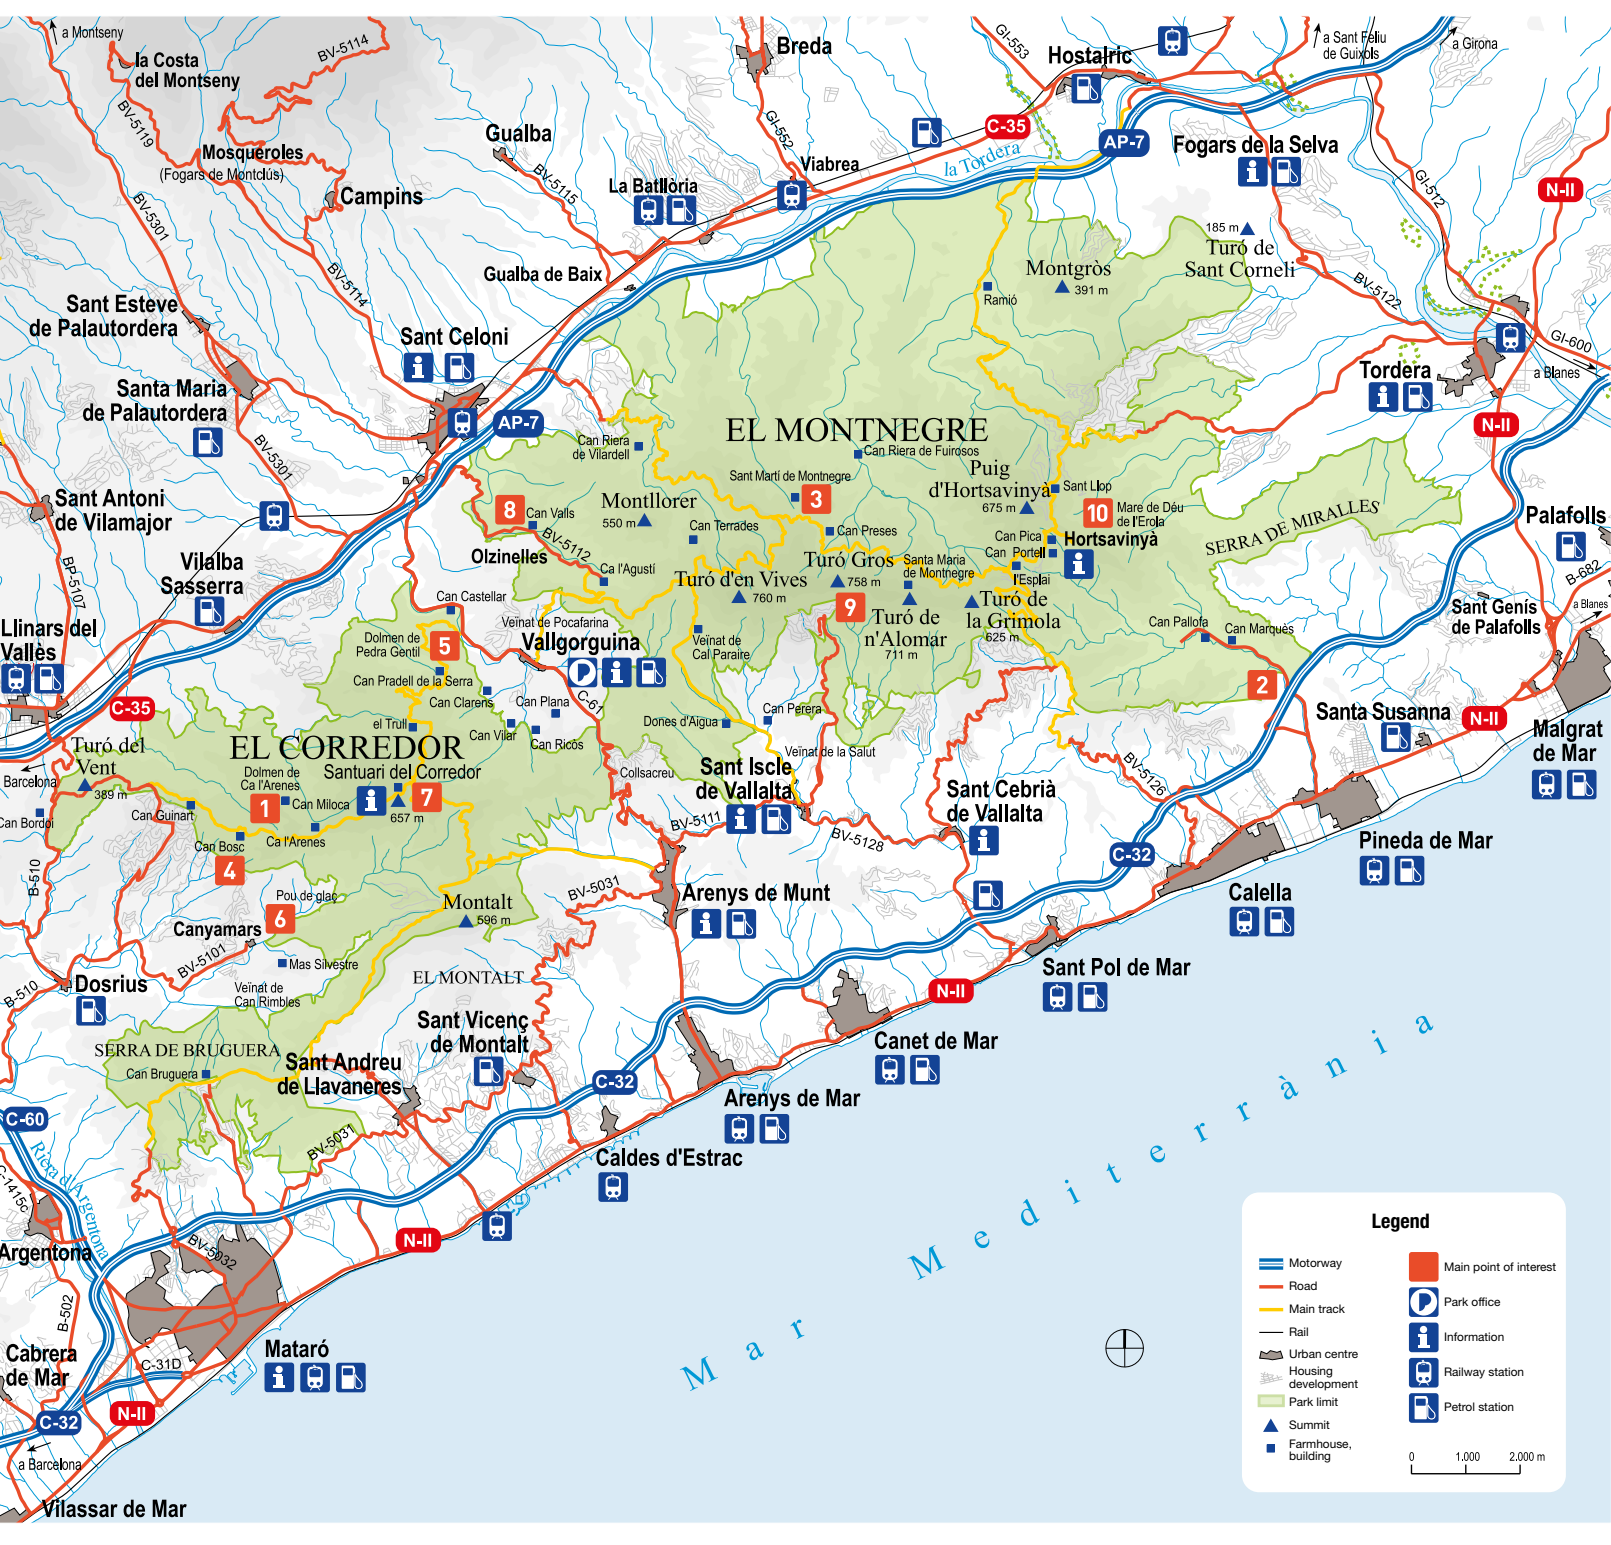 a Montseny
la Costa
del Montseny
BV-5114
BV-5119
Mosqueroles
(Fogars de Montclús)
Campins
BV-5301
BV-5114
Gualba
BV-5115
Breda
GI-552
Viabrea
La Batllòria
Gualba de Baix
GI-553
Hostalric
C-35
AP-7
la Tordera
a Sant Feliu
de Guíxols
a Girona
Fogars de la Selva
GI-5172
N-II
185 m
Turó de
Sant Corneli
BV-5122
Montgròs
391 m
Ramió
Sant Esteve
de Palautordera
Santa Maria
de Palautordera
Sant Celoni
AP-7
BV-5301
Tordera
GI-600
a Blanes
N-II
Sant Antoni
de Vilamajor
Vilalba
Sasserra
BP-5107
Llinars del
Vallès
C-35
EL MONTNEGRE
Can Riera
de Vilardell
Can Riera de Fuirosos
Sant Martí de Montnegre
3
Puig
d'Hortsavinyà
675 m
Sant Llop
10
Mare de Déu
de l'Erola
Hortsavinyà
Can Pica
Can Portell
l'Esplai
8
Can Valls
Montllorer
550 m
Olzinelles
BV-5112
Ca l'Agustí
Can Terrades
Can Preses
Turó Gros
758 m
Turó d'en Vives
760 m
Santa Maria
de Montnegre
9
Turó de
n'Alomar
711 m
Turó de
la Grimola
625 m
SERRA DE MIRALLES
Palafolls
B-682
a Blanes
Sant Genís
de Palafolls
Can Pallofa
Can Marquès
2
Can Castellar
Veïnat de Pocafarina
Vallgorguina
Dolmen de
Pedra Gentil
5
Can Pradell de la Serra
Can Clarens
Can Plana
Can Vilar
Can Ricòs
C-61
Veïnat de
Cal Paraire
Dones d'Aigua
Can Perera
Veïnat de la Salut
el Trull
EL CORREDOR
Turó del
Vent
389 m
Barcelona
Can Bordoi
Can Guinart
Dolmen de
Ca l'Arenes
1
Can Miloca
Santuari del Corredor
7
657 m
Ca l'Arenes
Can Bosc
4
Collsacreu
Sant Iscle
de Vallalta
BV-5111
BV-5128
Sant Cebrià
de Vallalta
BV-5126
C-32
Santa Susanna
N-II
Malgrat
de Mar
Pineda de Mar
Calella
B-510
Pou de glaç
6
Canyamars
BV-5101
Mas Silvestre
Veïnat de
Can Rimbles
B-510
Dosrius
Montalt
596 m
BV-5031
Arenys de Munt
EL MONTALT
Sant Vicenç
de Montalt
N-II
Sant Pol de Mar
Canet de Mar
SERRA DE BRUGUERA
Can Bruguera
Sant Andreu
de Llavaneres
BV-5031
C-32
Arenys de Mar
Caldes d'Estrac
C-60
Riera d'Argentona
C-1415c
Argentona
BV-5032
N-II
B-502
Cabrera
de Mar
C-31D
Mataró
C-32
N-II
a Barcelona
Vilassar de Mar
Mar Mediterrània
Legend
Motorway
Road
Main track
Rail
Urban centre
Housing
development
Park limit
Summit
Farmhouse,
building
Main point of interest
Park office
Information
Railway station
Petrol station
0 1.000 2.000 m